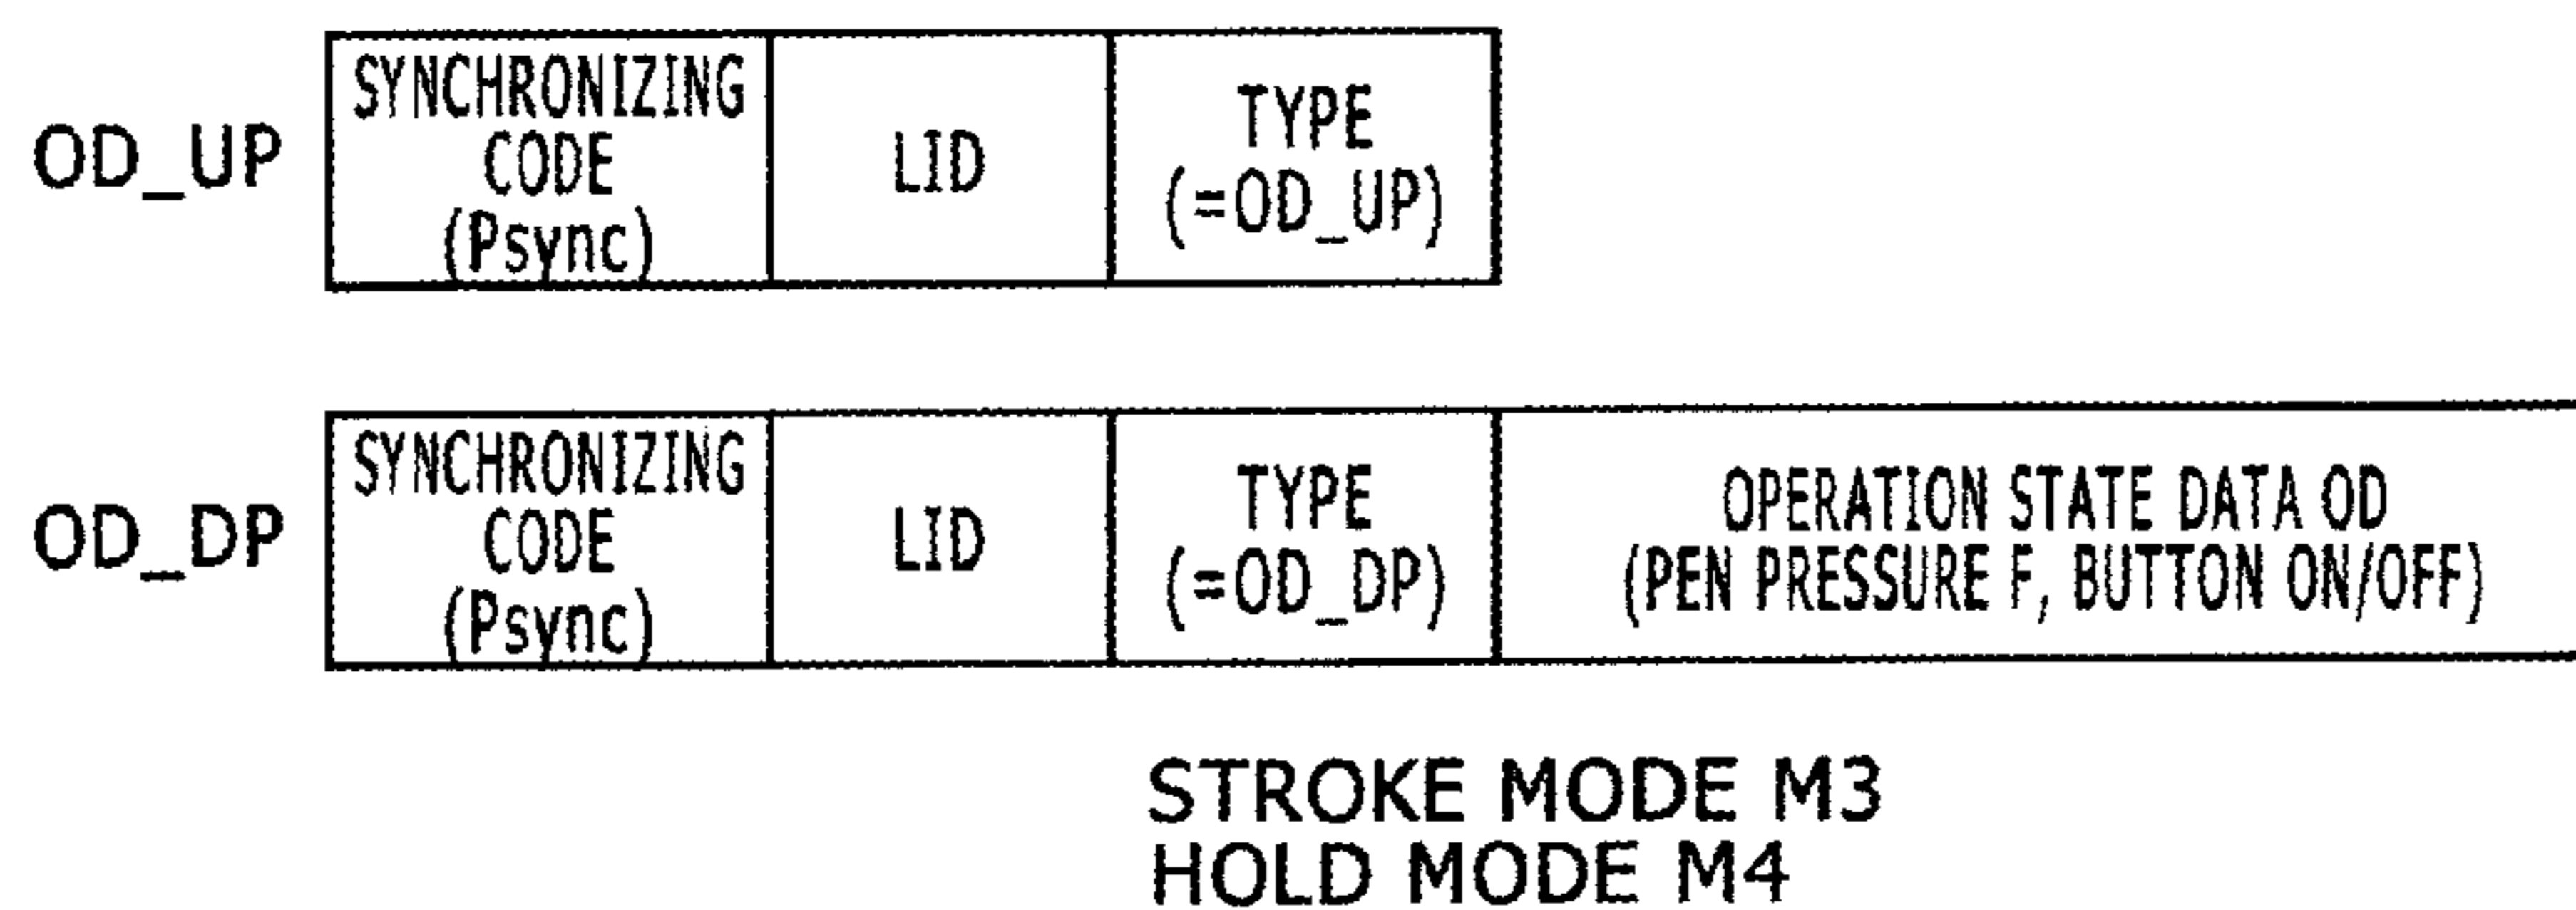 OD_UP
SYNCHRONIZING
CODE
(Psync)
LID
TYPE
(=OD_UP)
OD_DP
SYNCHRONIZING
CODE
(Psync)
LID
TYPE
(=OD_DP)
OPERATION STATE DATA OD
(PEN PRESSURE F, BUTTON ON/OFF)
STROKE MODE M3
HOLD MODE M4